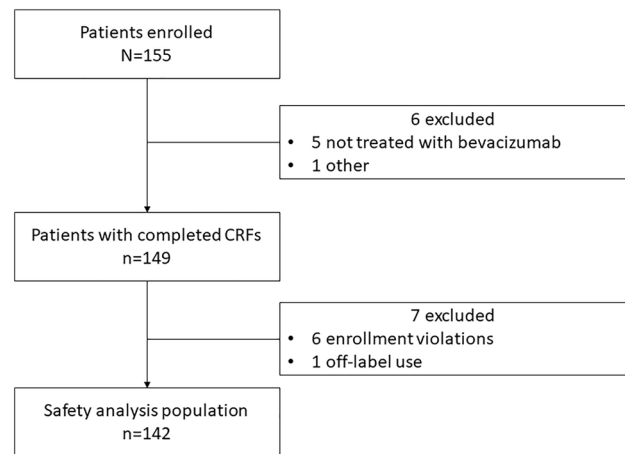 Patients enrolled
N=155
6 excluded
• 5 not treated with bevacizumab
• 1 other
Patients with completed CRFs
n=149
7 excluded
• 6 enrollment violations
• 1 off-label use
Safety analysis population
n=142